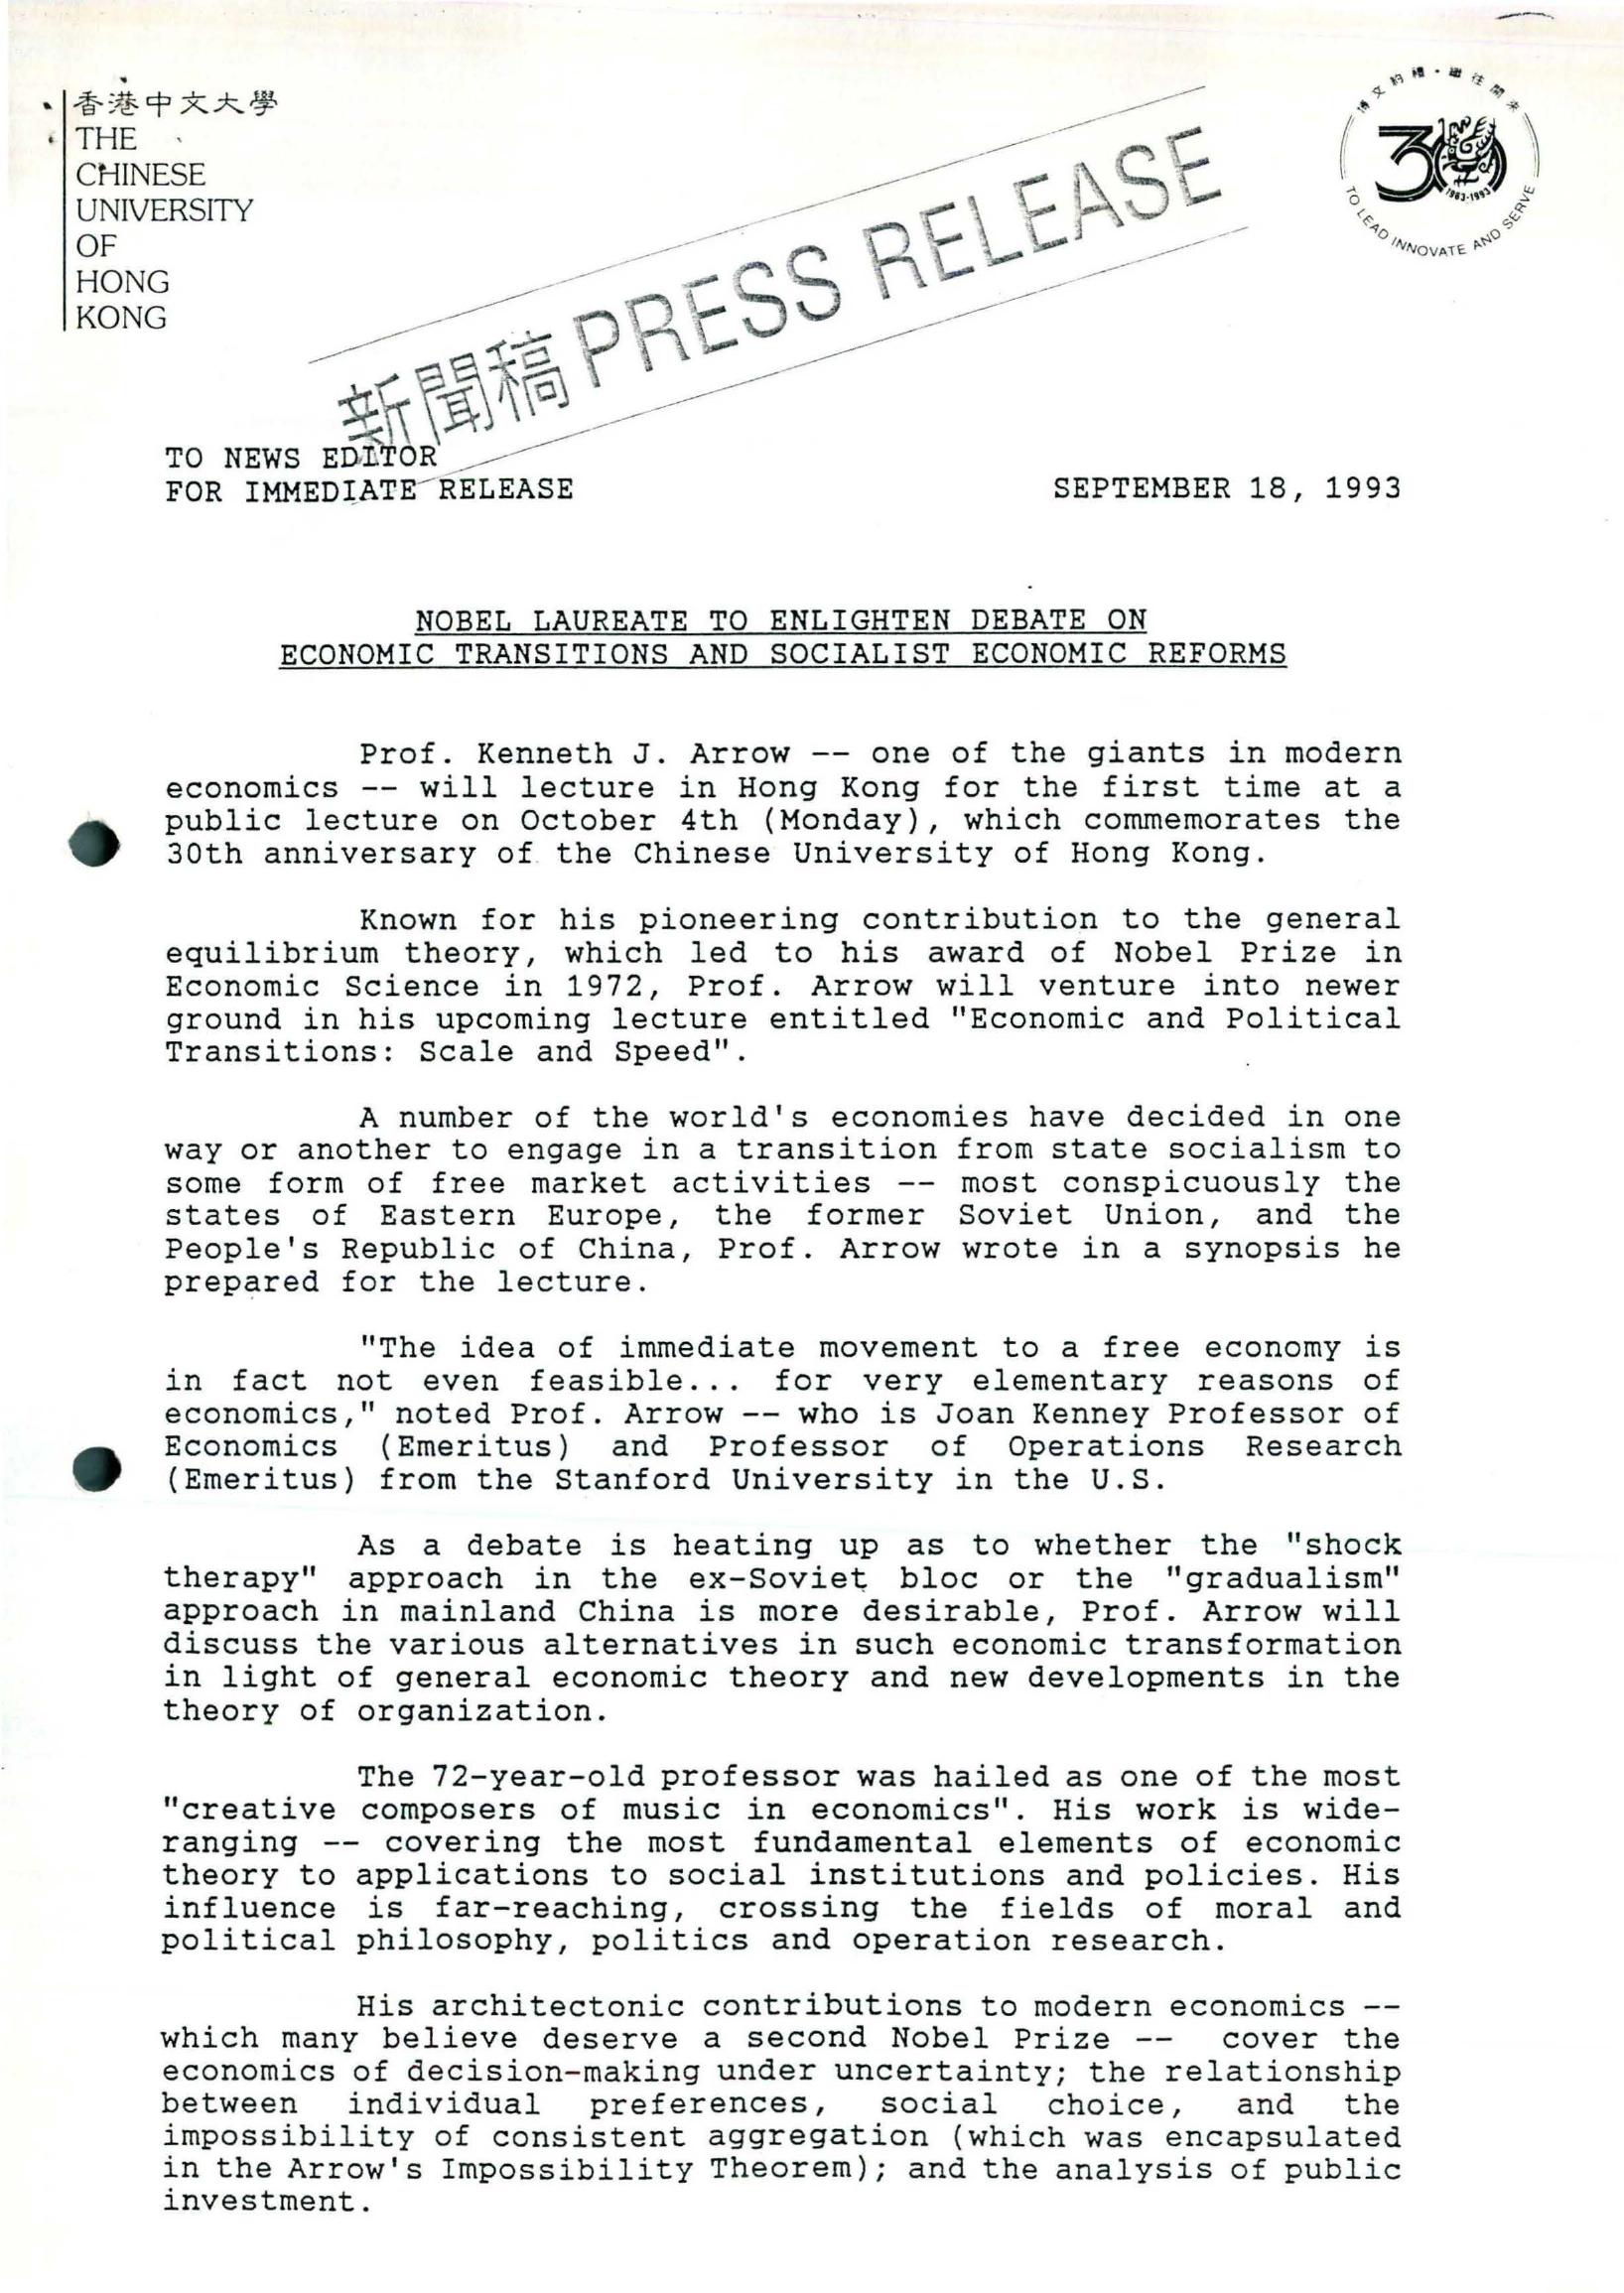 香港中文大學
THE
CHINESE
UNIVERSITY
OF
HONG
KONG
博文約禮·繼往開來
30
1963-1993
TO LEAD INNOVATE AND SERVE
新聞稿 PRESS RELEASE
TO NEWS EDITOR
FOR IMMEDIATE RELEASE SEPTEMBER 18, 1993
NOBEL LAUREATE TO ENLIGHTEN DEBATE ON
ECONOMIC TRANSITIONS AND SOCIALIST ECONOMIC REFORMS
Prof. Kenneth J. Arrow -- one of the giants in modern
economics -- will lecture in Hong Kong for the first time at a
public lecture on October 4th (Monday), which commemorates the
30th anniversary of the Chinese University of Hong Kong.
Known for his pioneering contribution to the general
equilibrium theory, which led to his award of Nobel Prize in
Economic Science in 1972, Prof. Arrow will venture into newer
ground in his upcoming lecture entitled "Economic and Political
Transitions: Scale and Speed".
A number of the world's economies have decided in one
way or another to engage in a transition from state socialism to
some form of free market activities -- most conspicuously the
states of Eastern Europe, the former Soviet Union, and the
People's Republic of China, Prof. Arrow wrote in a synopsis he
prepared for the lecture.
"The idea of immediate movement to a free economy is
in fact not even feasible... for very elementary reasons of
economics," noted Prof. Arrow -- who is Joan Kenney Professor of
Economics (Emeritus) and Professor of Operations Research
(Emeritus) from the Stanford University in the U.S.
As a debate is heating up as to whether the "shock
therapy" approach in the ex-Soviet bloc or the "gradualism"
approach in mainland China is more desirable, Prof. Arrow will
discuss the various alternatives in such economic transformation
in light of general economic theory and new developments in the
theory of organization.
The 72-year-old professor was hailed as one of the most
"creative composers of music in economics". His work is wide-
ranging -- covering the most fundamental elements of economic
theory to applications to social institutions and policies. His
influence is far-reaching, crossing the fields of moral and
political philosophy, politics and operation research.
His architectonic contributions to modern economics --
which many believe deserve a second Nobel Prize -- cover the
economics of decision-making under uncertainty; the relationship
between individual preferences, social choice, and the
impossibility of consistent aggregation (which was encapsulated
in the Arrow's Impossibility Theorem); and the analysis of public
investment.